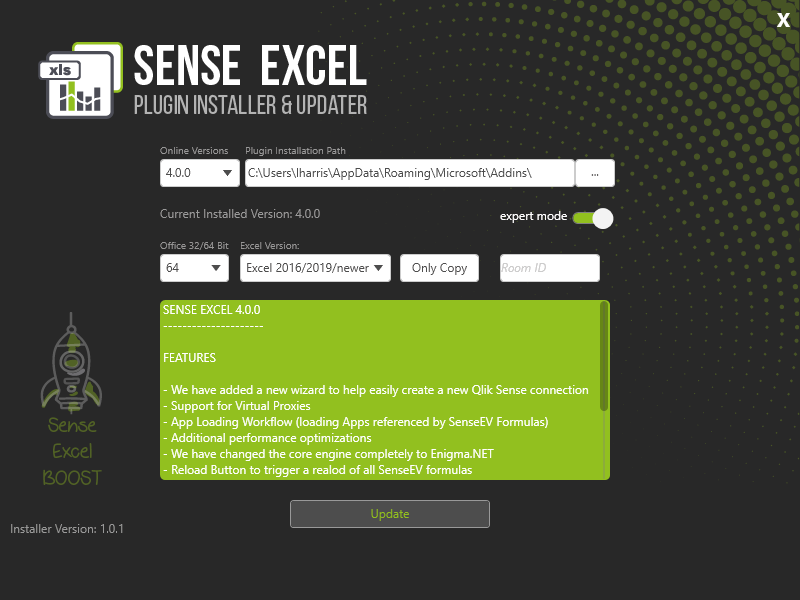 X
xls
SENSE EXCEL
PLUGIN INSTALLER & UPDATER
Online Versions
Plugin Installation Path
4.0.0
C:\Users\lharris\AppData\Roaming\Microsoft\Addins\
...
Current Installed Version: 4.0.0
expert mode
Office 32/64 Bit
Excel Version:
64
Excel 2016/2019/newer
Only Copy
Room ID
SENSE EXCEL 4.0.0
---------------------
FEATURES
- We have added a new wizard to help easily create a new Qlik Sense connection
- Support for Virtual Proxies
- App Loading Workflow (loading Apps referenced by SenseEV Formulas)
- Additional performance optimizations
- We have changed the core engine completely to Enigma.NET
- Reload Button to trigger a realod of all SenseEV formulas
Sense
Excel
BOOST
Update
Installer Version: 1.0.1